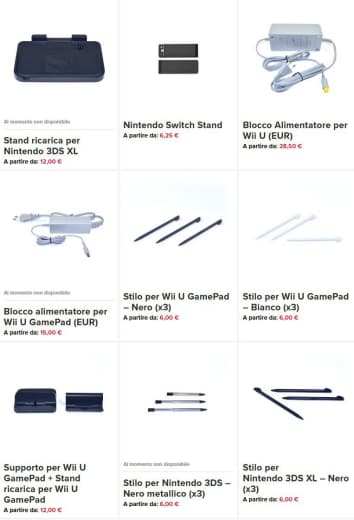 Al momento non disponibile
Stand ricarica per
Nintendo 3DS XL
A partire da: 12,00 €
Nintendo Switch Stand
A partire da: 6,25 €
Blocco Alimentatore per
Wii U (EUR)
A partire da: 28,50 €
Al momento non disponibile
Blocco alimentatore per
Wii U GamePad (EUR)
A partire da: 15,00 €
Stilo per Wii U GamePad
– Nero (x3)
A partire da: 6,00 €
Stilo per Wii U GamePad
– Bianco (x3)
A partire da: 6,00 €
Supporto per Wii U
GamePad + Stand
ricarica per Wii U
GamePad
A partire da: 12,00 €
Al momento non disponibile
Stilo per Nintendo 3DS –
Nero metallico (x3)
A partire da: 6,00 €
Stilo per
Nintendo 3DS XL – Nero
(x3)
A partire da: 6,00 €